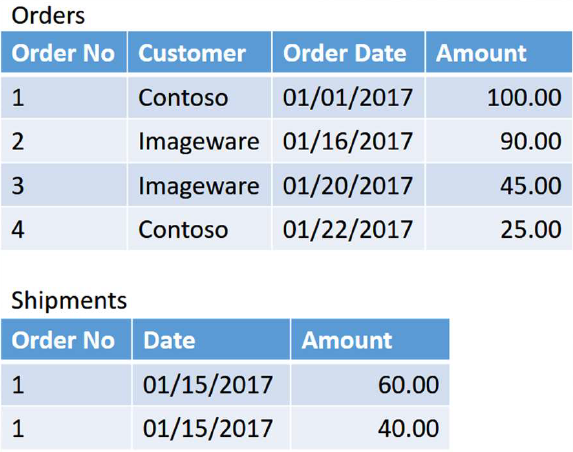 Orders
Order No Customer Order Date Amount
1 Contoso 01/01/2017 100.00
2 Imageware 01/16/2017 90.00
3 Imageware 01/20/2017 45.00
4 Contoso 01/22/2017 25.00
Shipments
Order No Date Amount
1 01/15/2017 60.00
1 01/15/2017 40.00